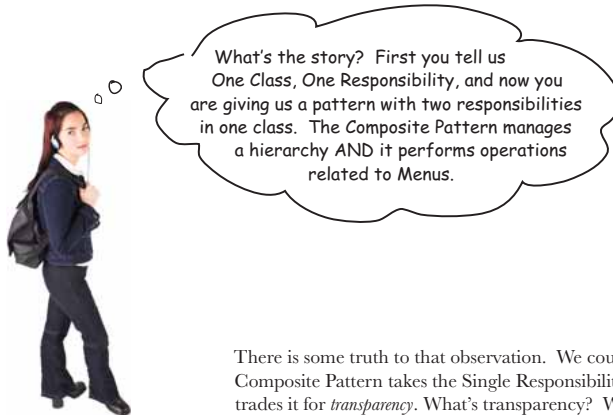 What's the story? First you tell us
One Class, One Responsibility, and now you
are giving us a pattern with two responsibilities
in one class. The Composite Pattern manages
a hierarchy AND it performs operations
related to Menus.
There is some truth to that observation. We cou
Composite Pattern takes the Single Responsibilit
trades it for transparency. What's transparency? W